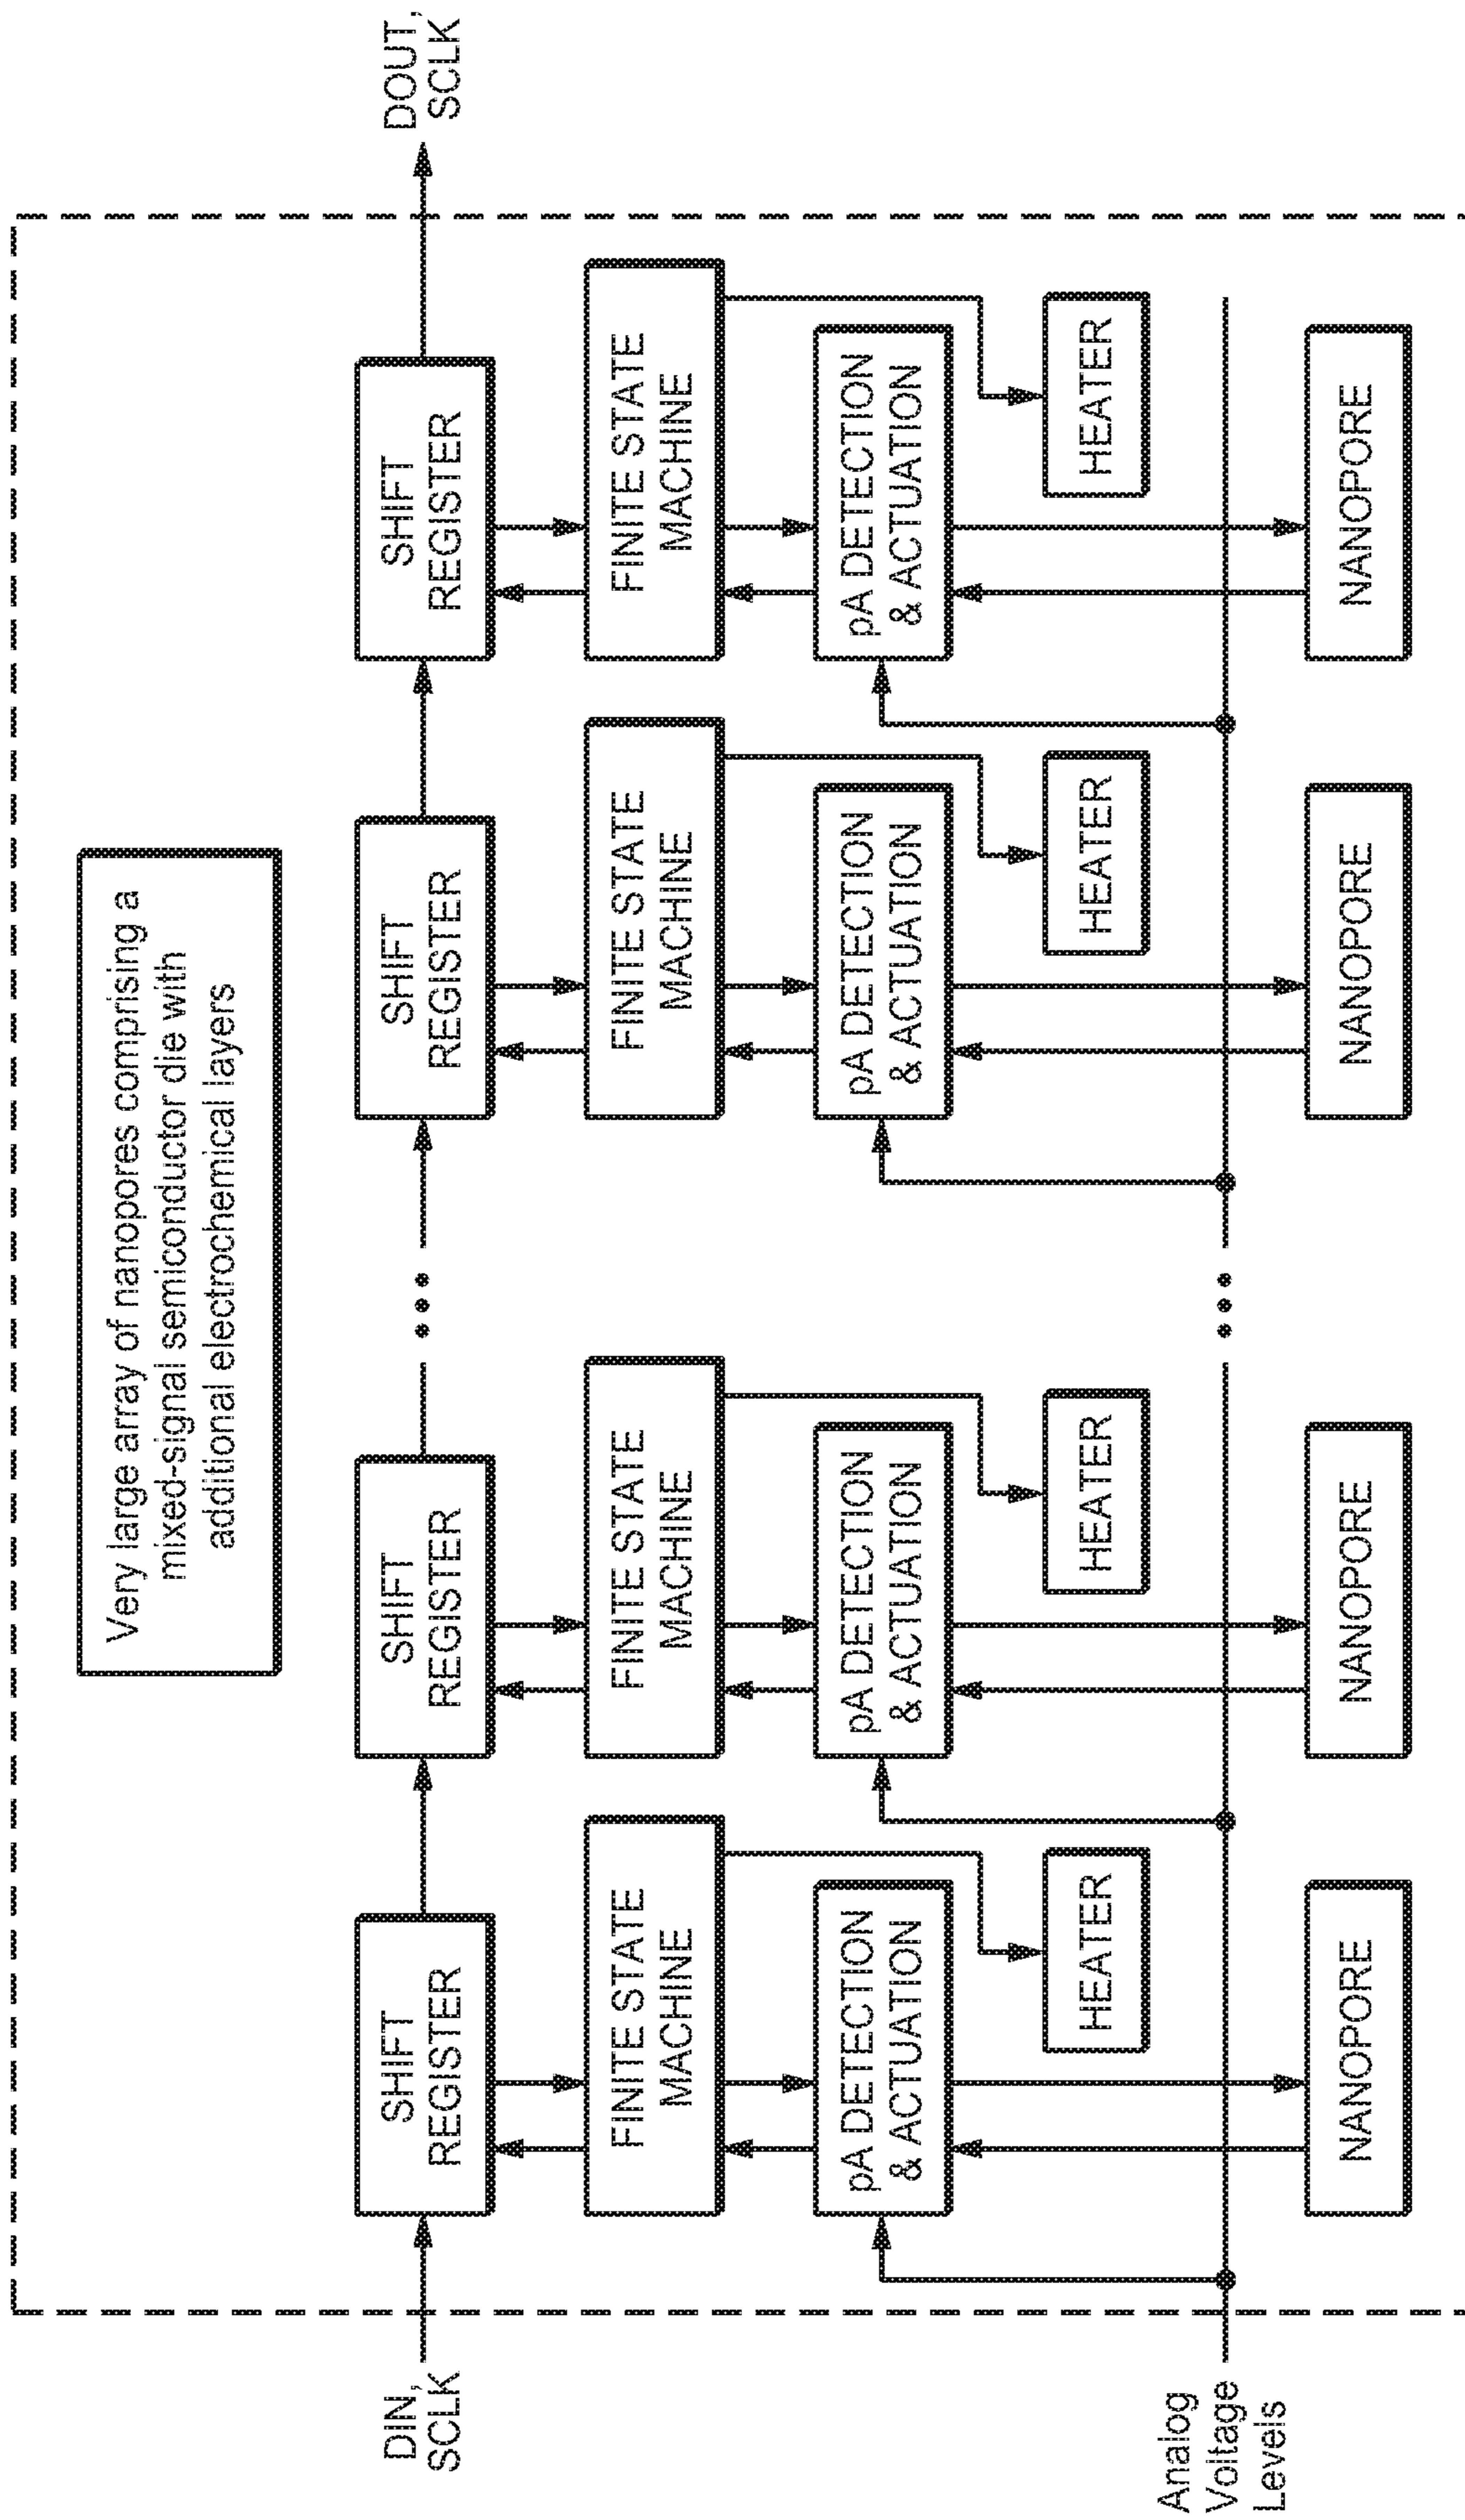 Very large array of nanopores comprising a
mixed-signal semiconductor die with
additional electrochemical layers
DIN,
SCLK
SHIFT
REGISTER
SHIFT
REGISTER
SHIFT
REGISTER
SHIFT
REGISTER
DOUT,
SCLK
FINITE STATE
MACHINE
FINITE STATE
MACHINE
FINITE STATE
MACHINE
FINITE STATE
MACHINE
pA DETECTION
& ACTUATION
pA DETECTION
& ACTUATION
pA DETECTION
& ACTUATION
pA DETECTION
& ACTUATION
HEATER
HEATER
HEATER
HEATER
Analog
Voltage
Levels
NANOPORE
NANOPORE
NANOPORE
NANOPORE